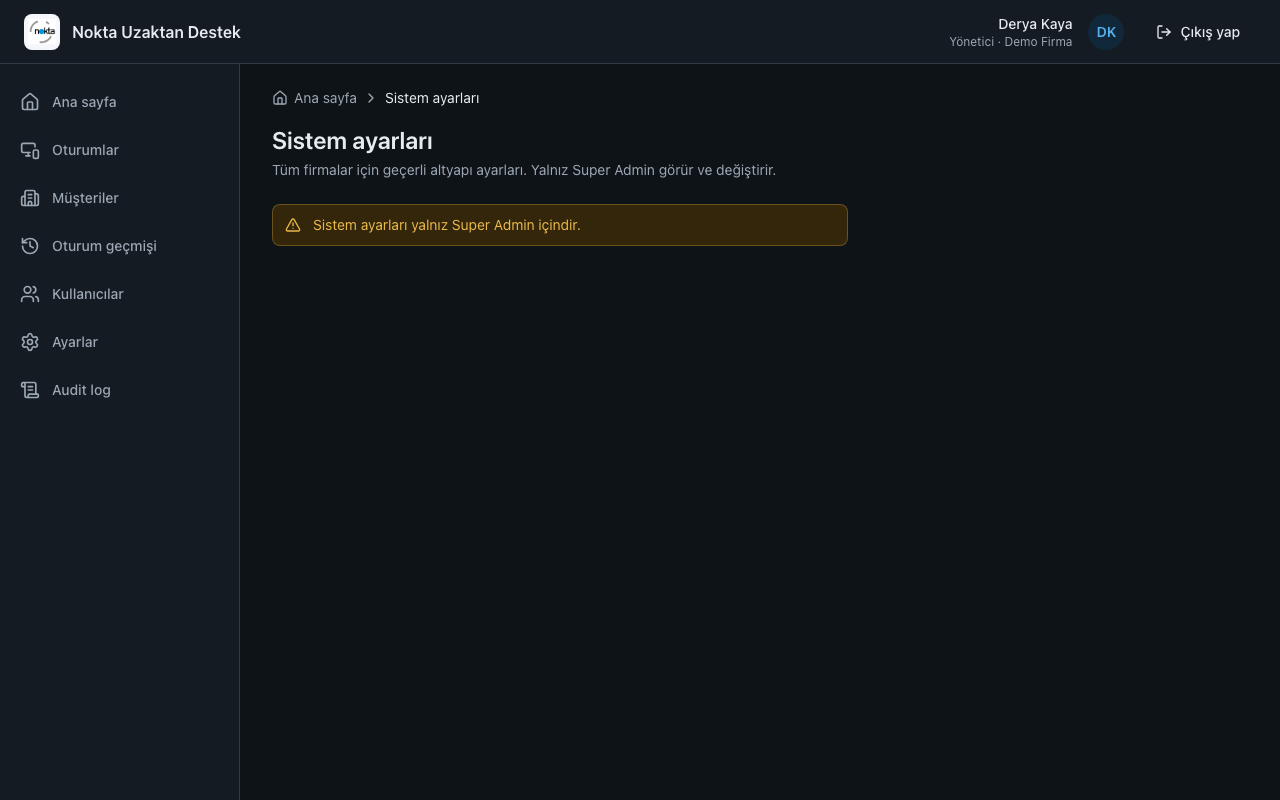 nokta
Nokta Uzaktan Destek
Derya Kaya
Yönetici · Demo Firma
DK
Çıkış yap
Ana sayfa
Oturumlar
Müşteriler
Oturum geçmişi
Kullanıcılar
Ayarlar
Audit log
Ana sayfa > Sistem ayarları
Sistem ayarları
Tüm firmalar için geçerli altyapı ayarları. Yalnız Super Admin görür ve değiştirir.
Sistem ayarları yalnız Super Admin içindir.